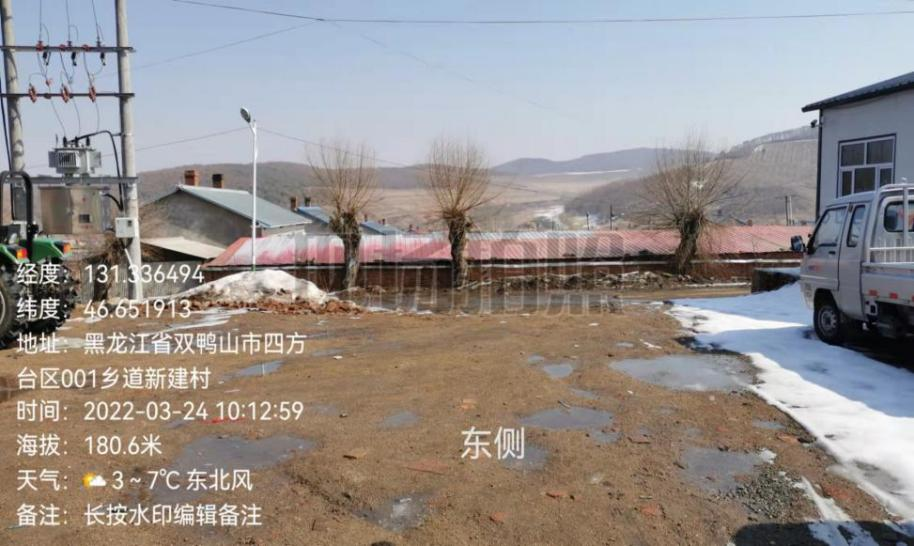 经度：131.336494
纬度：46.651913
地址：黑龙江省双鸭山市四方
台区001乡道新建村
时间：2022-03-24 10:12:59
海拔：180.6米
天气：3~7℃ 东北风
备注：长按水印编辑备注
东侧